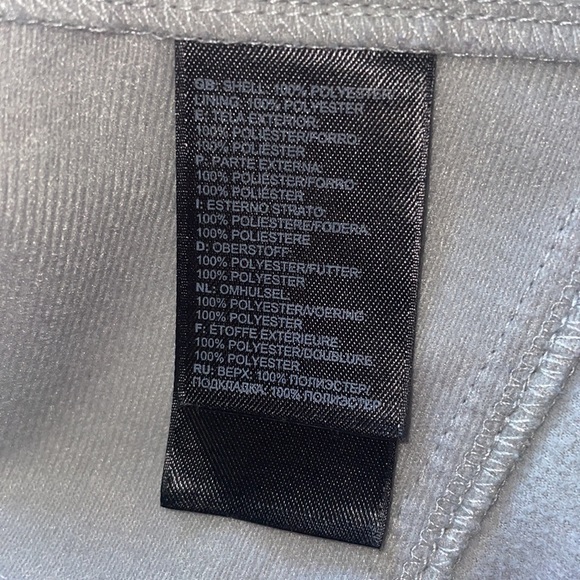 GB: SHELL: 100% POLYESTER/
LINING: 100% POLYESTER
E: TELA EXTERIOR:
100% POLIÉSTER/FORRO:
100% POLIÉSTER
P: PARTE EXTERNA:
100% POLIÉSTER/FORRO:
100% POLIÉSTER
I: ESTERNO STRATO:
100% POLIESTERE/FODERA:
100% POLIESTERE
D: OBERSTOFF:
100% POLYESTER/FUTTER:
100% POLYESTER
NL: OMHULSEL:
100% POLYESTER/VOERING:
100% POLYESTER
F: ÉTOFFE EXTÉRIEURE:
100% POLYESTER/DOUBLURE:
100% POLYESTER
RU: ВЕРХ: 100% ПОЛИЭСТЕР/
ПОДКЛАДКА: 100% ПОЛИЭСТЕР